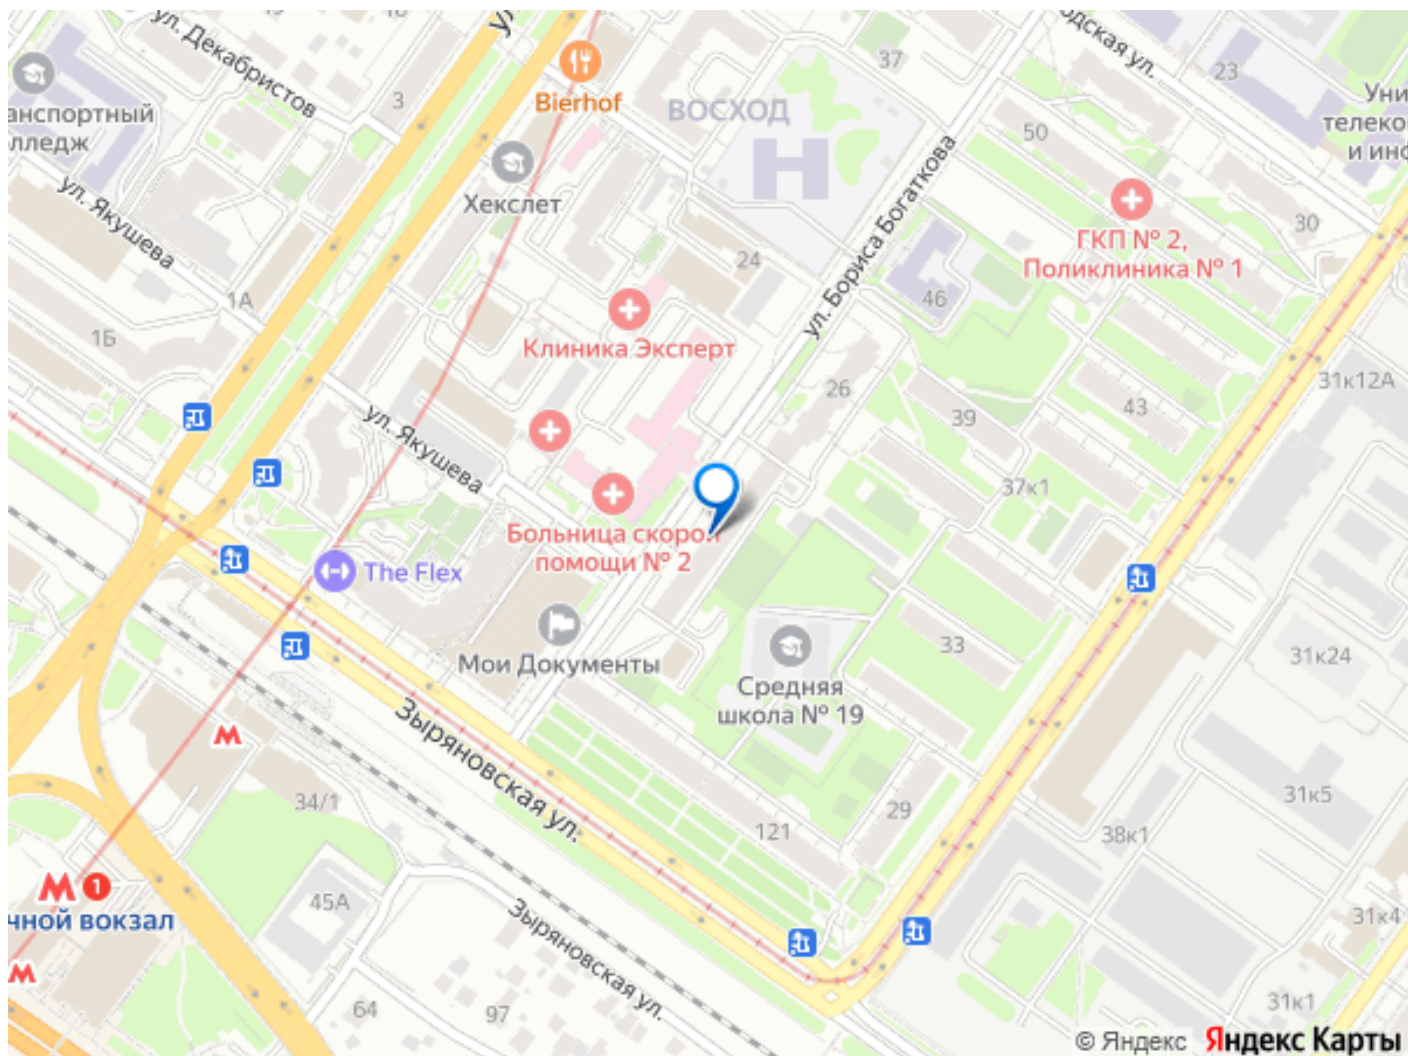 ул. Декабристов
3
37
23
Bierhof
ВОСХОД
анспортный
лледж
50
телеко
и инф
Хекслет
ул. Якушева
ул. Бориса Богаткова
30
ГКП № 2,
Поликлиника № 1
24
46
1А
1Б
Клиника Эксперт
26
31к12А
43
39
ул. Якушева
37к1
Больница скорой
помощи № 2
The Flex
33
31к24
Мои Документы
Средняя
школа № 19
Зыряновская ул.
М
34/1
121
29
31к5
38к1
М 1
чной вокзал
45А
Зыряновская ул.
31к4
М
64
97
31к1
© Яндекс Яндекс Карты